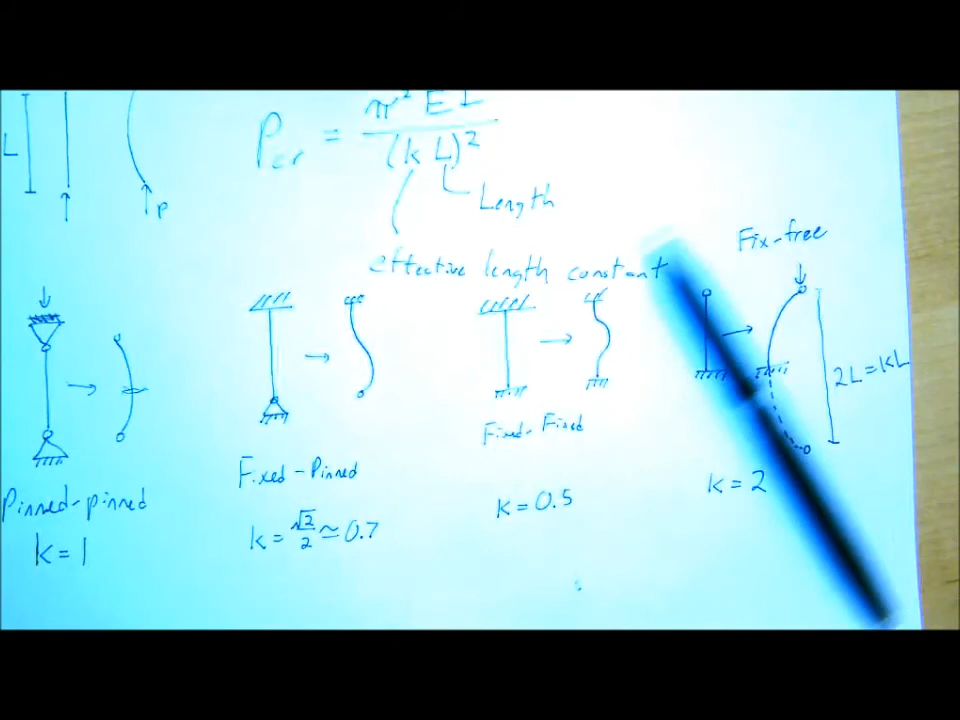 L
P
Pcr = π² E I / (k L)²
Length
effective length constant
Fix-free
2L = KL
Pinned-pinned
k = 1
Fixed-Pinned
k = √2/2 ≃ 0.7
Fixed-Fixed
k = 0.5
k = 2